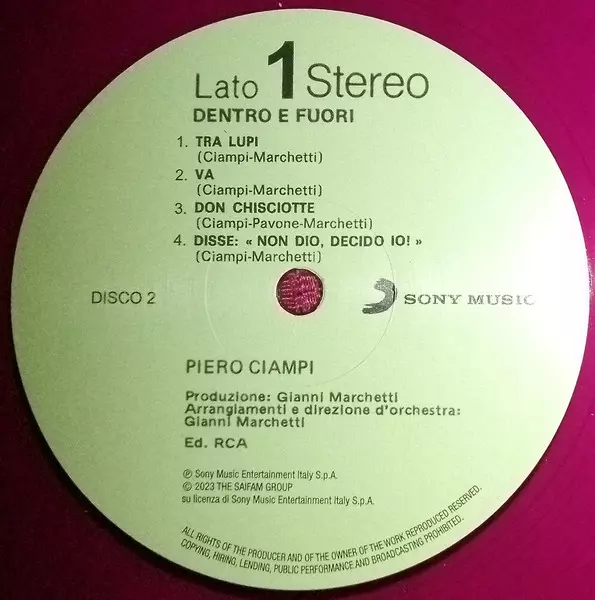 Lato 1 Stereo
DENTRO E FUORI
1. TRA LUPI
(Ciampi-Marchetti)
2. VA
(Ciampi-Marchetti)
3. DON CHISCIOTTE
(Ciampi-Pavone-Marchetti)
4. DISSE: « NON DIO, DECIDO IO! »
(Ciampi-Marchetti)
DISCO 2
SONY MUSIC
PIERO CIAMPI
Produzione: Gianni Marchetti
Arrangiamenti e direzione d'orchestra:
Gianni Marchetti
Ed. RCA
℗ Sony Music Entertainment Italy S.p.A.
© 2023 THE SAIFAM GROUP
su licenza di Sony Music Entertainment Italy S.p.A.
ALL RIGHTS OF THE PRODUCER AND OF THE OWNER OF THE WORK REPRODUCED RESERVED.
COPYING, HIRING, LENDING, PUBLIC PERFORMANCE AND BROADCASTING PROHIBITED.